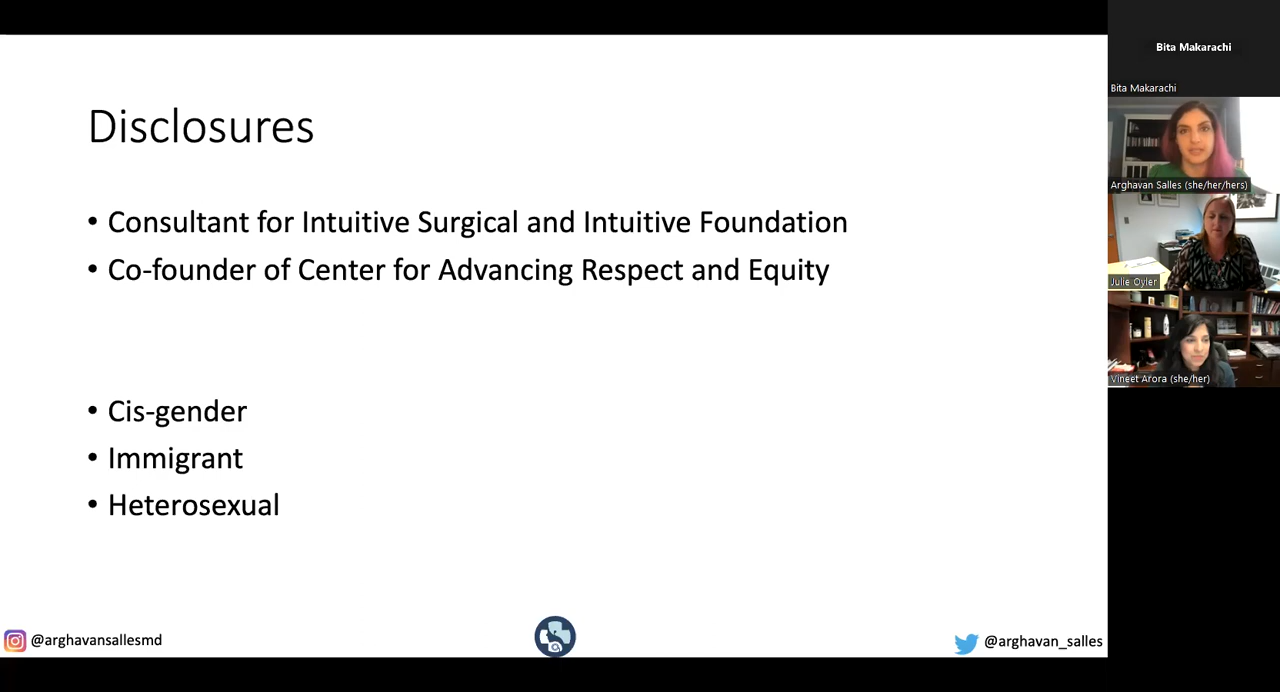 Disclosures
• Consultant for Intuitive Surgical and Intuitive Foundation
• Co-founder of Center for Advancing Respect and Equity
• Cis-gender
• Immigrant
• Heterosexual
@arghavansallesmd
@arghavan_salles
Bita Makarachi
Bita Makarachi
Arghavan Salles (she/her/hers)
Julie Oyler
Vineet Arora (she/her)